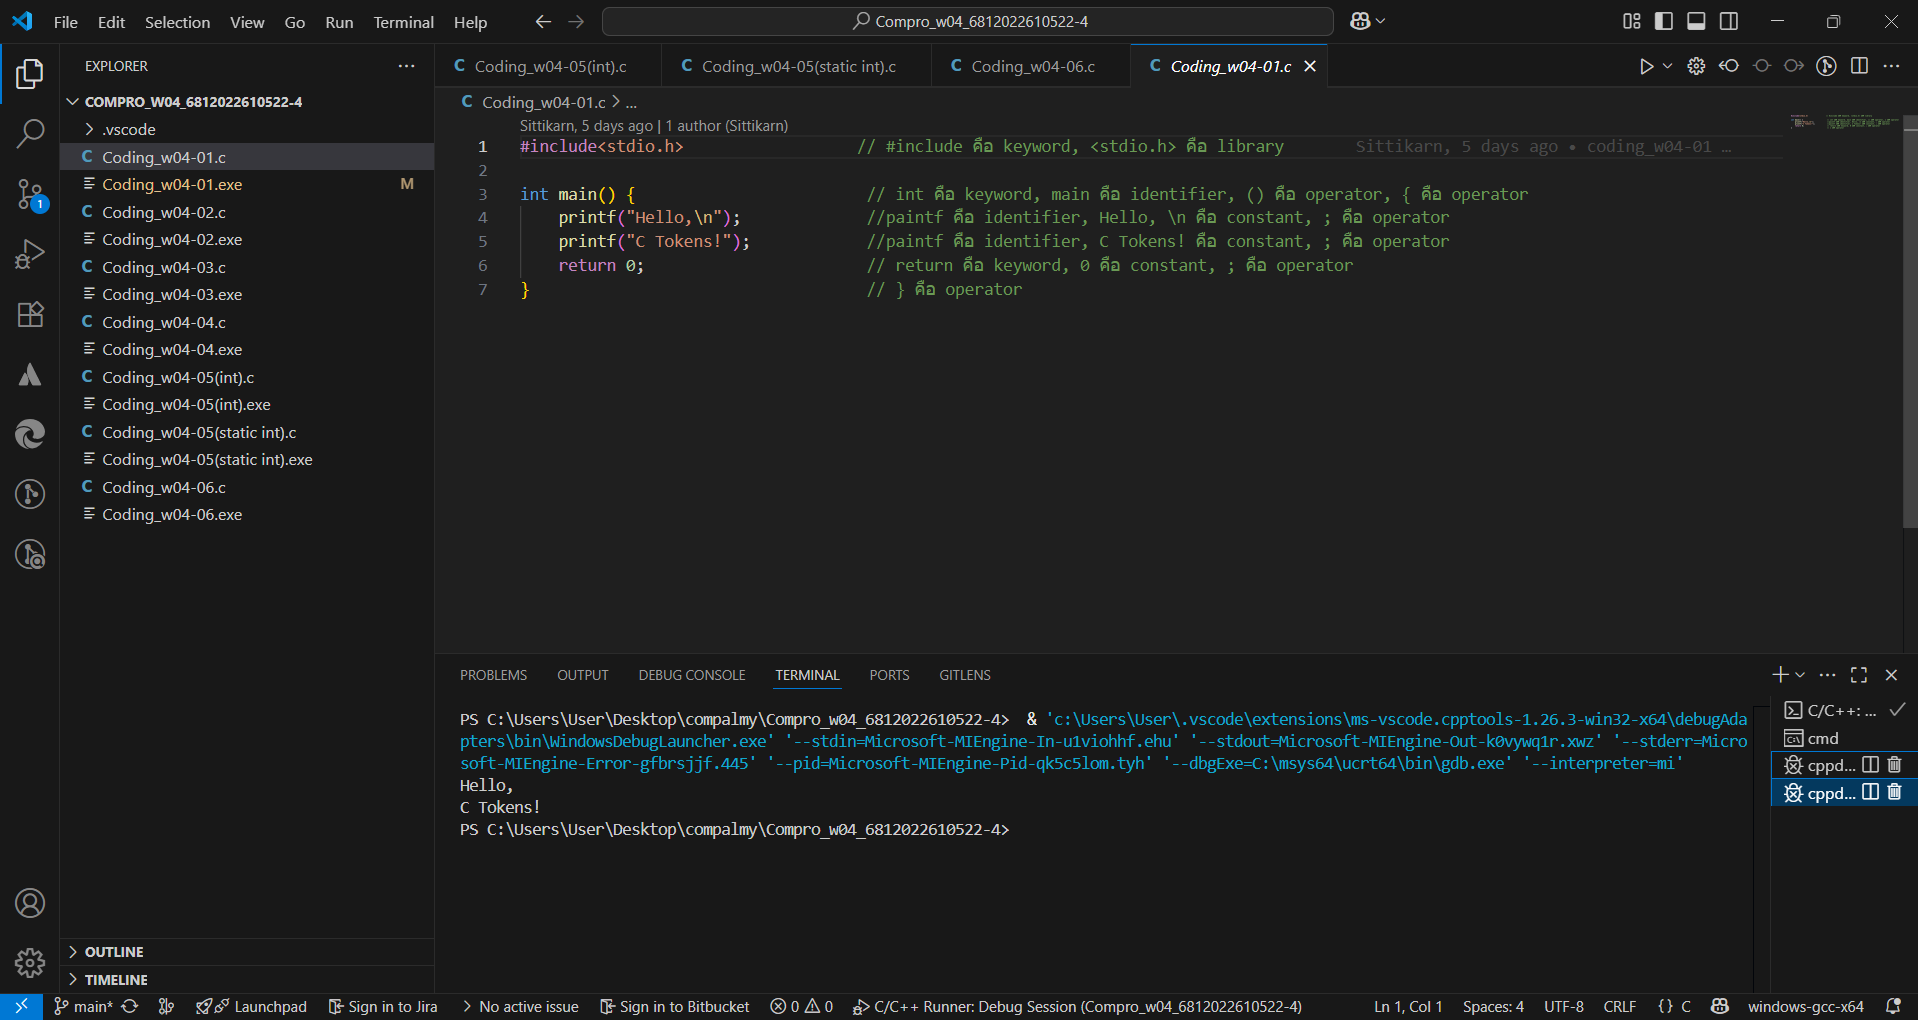 File Edit Selection View Go Run Terminal Help
Compro_w04_6812022610522-4
EXPLORER
COMPRO_W04_6812022610522-4
.vscode
C Coding_w04-01.c
Coding_w04-01.exe M
C Coding_w04-02.c
Coding_w04-02.exe
C Coding_w04-03.c
Coding_w04-03.exe
C Coding_w04-04.c
Coding_w04-04.exe
C Coding_w04-05(int).c
Coding_w04-05(int).exe
C Coding_w04-05(static int).c
Coding_w04-05(static int).exe
C Coding_w04-06.c
Coding_w04-06.exe
1
OUTLINE
TIMELINE
C Coding_w04-05(int).c C Coding_w04-05(static int).c C Coding_w04-06.c C Coding_w04-01.c
C Coding_w04-01.c > ...
Sittikarn, 5 days ago | 1 author (Sittikarn)
1 #include<stdio.h> // #include คือ keyword, <stdio.h> คือ library Sittikarn, 5 days ago • coding_w04-01 …
2
3 int main() { // int คือ keyword, main คือ identifier, () คือ operator, { คือ operator
4 printf("Hello,\n"); //paintf คือ identifier, Hello, \n คือ constant, ; คือ operator
5 printf("C Tokens!"); //paintf คือ identifier, C Tokens! คือ constant, ; คือ operator
6 return 0; // return คือ keyword, 0 คือ constant, ; คือ operator
7 } // } คือ operator
PROBLEMS OUTPUT DEBUG CONSOLE TERMINAL PORTS GITLENS
PS C:\Users\User\Desktop\compalmy\Compro_w04_6812022610522-4> & 'c:\Users\User\.vscode\extensions\ms-vscode.cpptools-1.26.3-win32-x64\debugAda
pters\bin\WindowsDebugLauncher.exe' '--stdin=Microsoft-MIEngine-In-u1viohhf.ehu' '--stdout=Microsoft-MIEngine-Out-k0vywq1r.xwz' '--stderr=Micro
soft-MIEngine-Error-gfbrsjjf.445' '--pid=Microsoft-MIEngine-Pid-qk5c5lom.tyh' '--dbgExe=C:\msys64\ucrt64\bin\gdb.exe' '--interpreter=mi'
Hello,
C Tokens!
PS C:\Users\User\Desktop\compalmy\Compro_w04_6812022610522-4>
C/C++: ...
cmd
cppd...
cppd...
main* Launchpad Sign in to Jira No active issue Sign in to Bitbucket 0 0 C/C++ Runner: Debug Session (Compro_w04_6812022610522-4) Ln 1, Col 1 Spaces: 4 UTF-8 CRLF {} C windows-gcc-x64